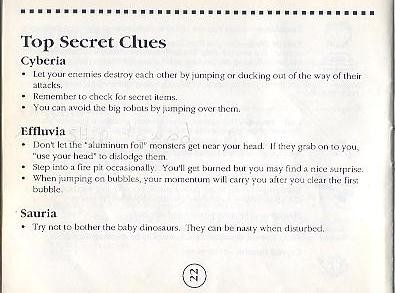 Top Secret Clues
Cyberia
• Let your enemies destroy each other by jumping or ducking out of the way of their
attacks.
• Remember to check for secret items.
• You can avoid the big robots by jumping over them.
Effluvia
• Don't let the "aluminum foil" monsters get near your head. If they grab on to you,
"use your head" to dislodge them.
• Step into a fire pit occasionally. You'll get burned but you may find a nice surprise.
• When jumping on bubbles, your momentum will carry you after you clear the first
bubble.
Sauria
• Try not to bother the baby dinosaurs. They can be nasty when disturbed.
22